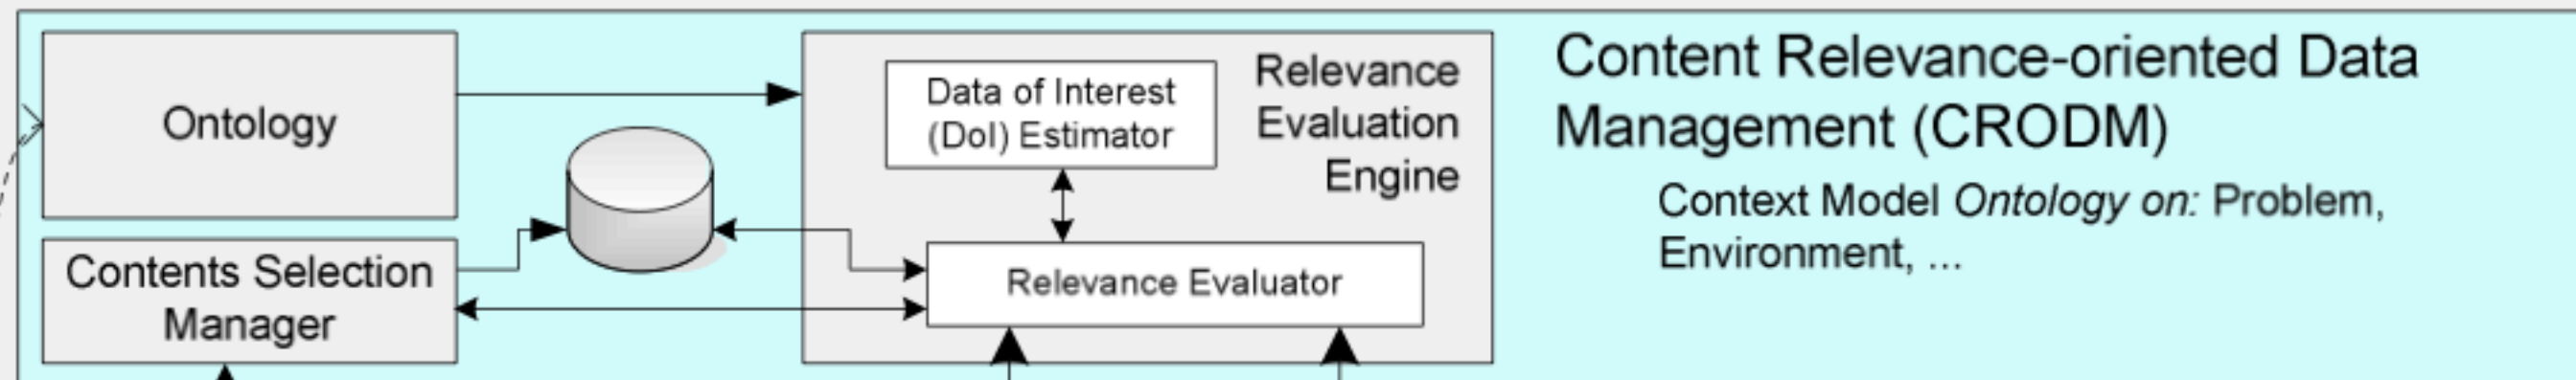 Ontology
Contents Selection
Manager
Data of Interest
(DoI) Estimator
Relevance
Evaluation
Engine
Relevance Evaluator
Content Relevance-oriented Data
Management (CRODM)
Context Model Ontology on: Problem,
Environment, ...